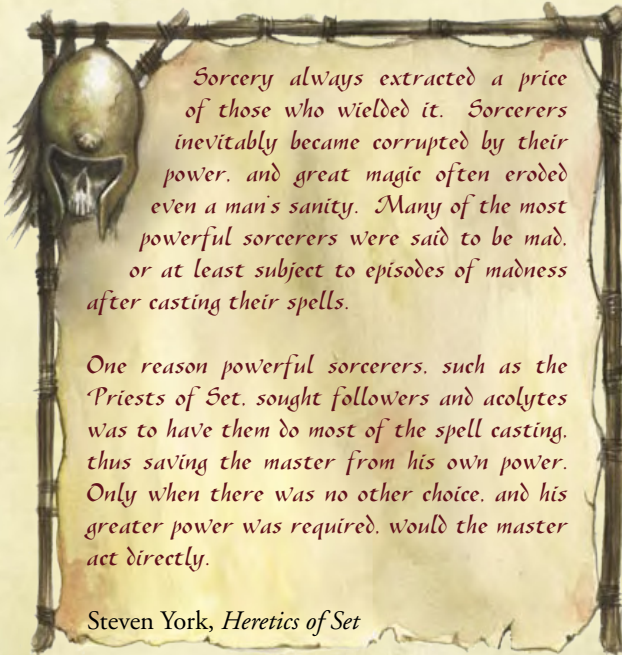 Sorcery always extracted a price
of those who wielded it. Sorcerers
inevitably became corrupted by their
power, and great magic often eroded
even a man's sanity. Many of the most
powerful sorcerers were said to be mad,
or at least subject to episodes of madness
after casting their spells.
One reason powerful sorcerers, such as the
Priests of Set, sought followers and acolytes
was to have them do most of the spell casting,
thus saving the master from his own power.
Only when there was no other choice, and his
greater power was required, would the master
act directly.
Steven York, Heretics of Set